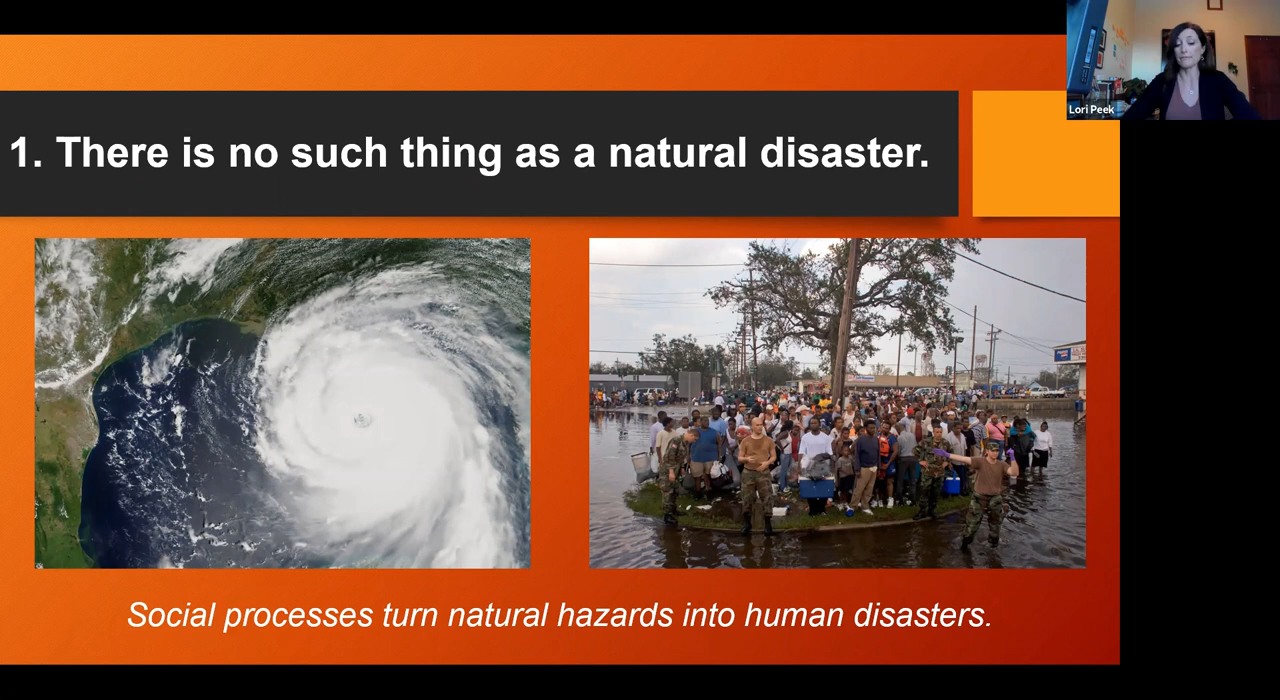 1. There is no such thing as a natural disaster.
Lori Peek
Social processes turn natural hazards into human disasters.